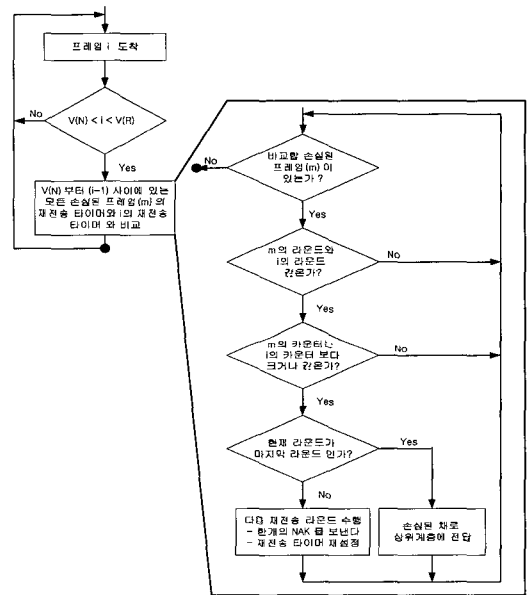 프레임 i 도착
V(N) < i < V(R)
No
Yes
V(N) 부터 (i-1) 사이에 있는
모든 손실된 프레임(m) 의
재전송 타이머와 i의 재전송
타이머 와 비교
비교할 손실된
프레임(m) 이
있는가 ?
No
Yes
m의 라운드와
i의 라운드
같은가?
No
Yes
m의 카운터는
i의 카운터 보다
크거나 같은가?
No
Yes
현재 라운드가
마지막 라운드 인가?
Yes
No
다음 재전송 라운드 수행
- 한개의 NAK 를 보낸다
- 재전송 타이머 재설정
손실된 채로
상위계층에 전달